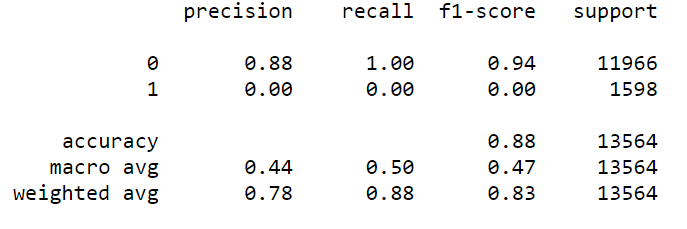 precision recall f1-score support
0 0.88 1.00 0.94 11966
1 0.00 0.00 0.00 1598
accuracy 0.88 13564
macro avg 0.44 0.50 0.47 13564
weighted avg 0.78 0.88 0.83 13564